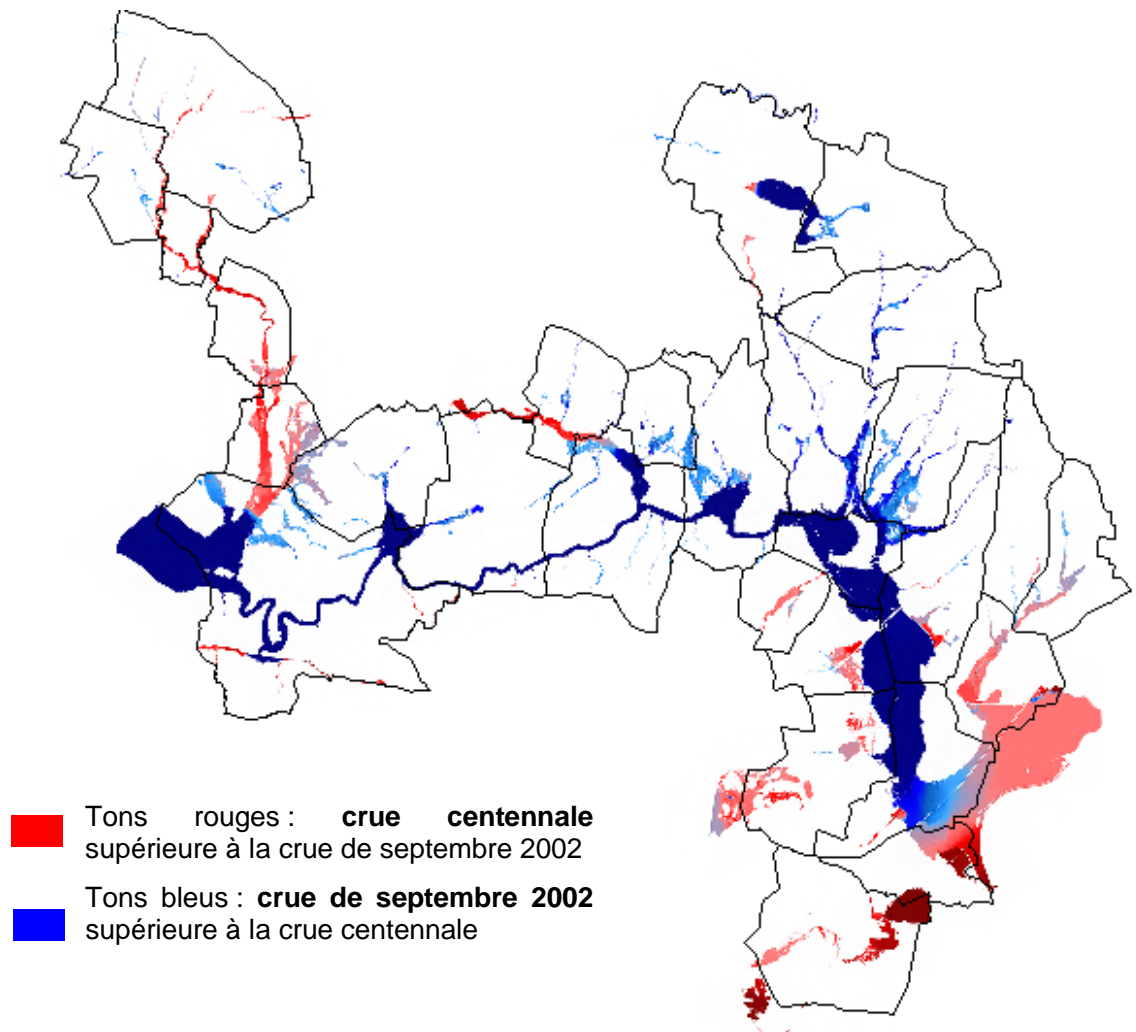 Tons rouges : crue centennale
supérieure à la crue de septembre 2002
Tons bleus : crue de septembre 2002
supérieure à la crue centennale